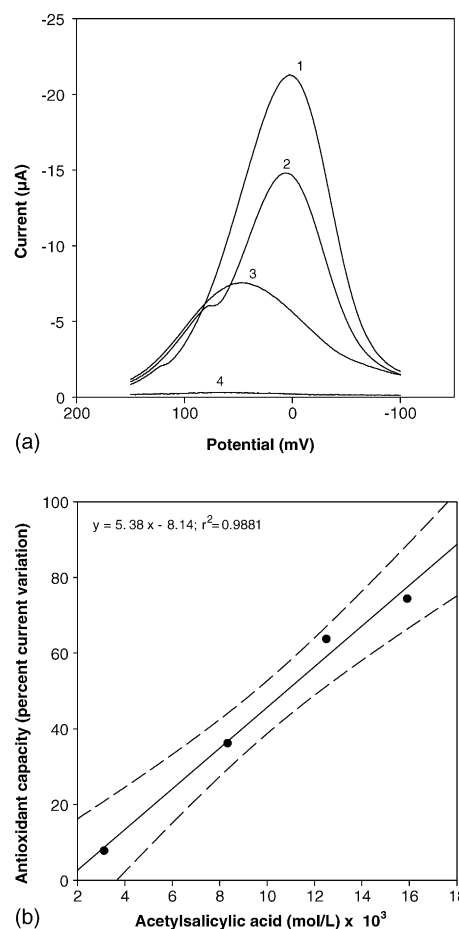 -25
-20
-15
-10
-5
0
Current (µA)
1
2
3
4
200 100 0 -100
Potential (mV)
(a)
100
80
60
40
20
0
Antioxidant capacity (percent current variation)
y = 5.38 x - 8.14; r²=0.9881
2 4 6 8 10 12 14 16 18
Acetylsalicylic acid (mol/L) x 10³
(b)